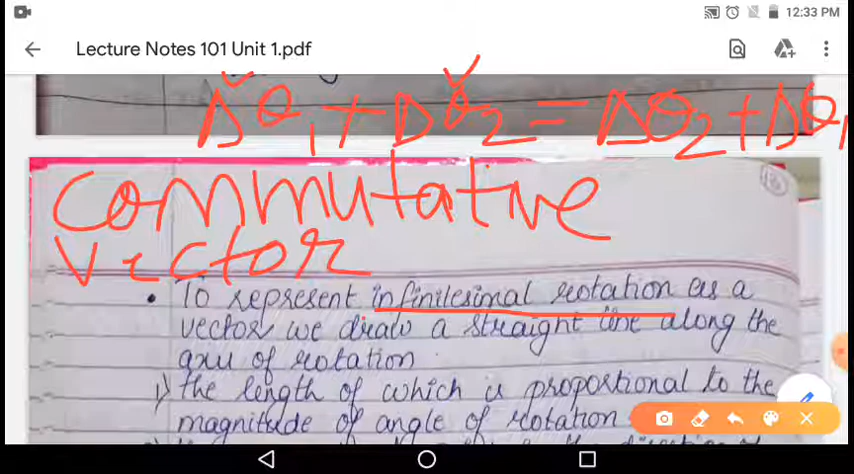 12:33 PM
Lecture Notes 101 Unit 1.pdf
Δθ₁ + Δθ₂ = Δθ₂ + Δθ₁
Commutative
Vector
• To represent infinitesimal rotation as a
vector we draw a straight line along the
axis of rotation
1) the length of which is proportional to the
magnitude of angle of rotation